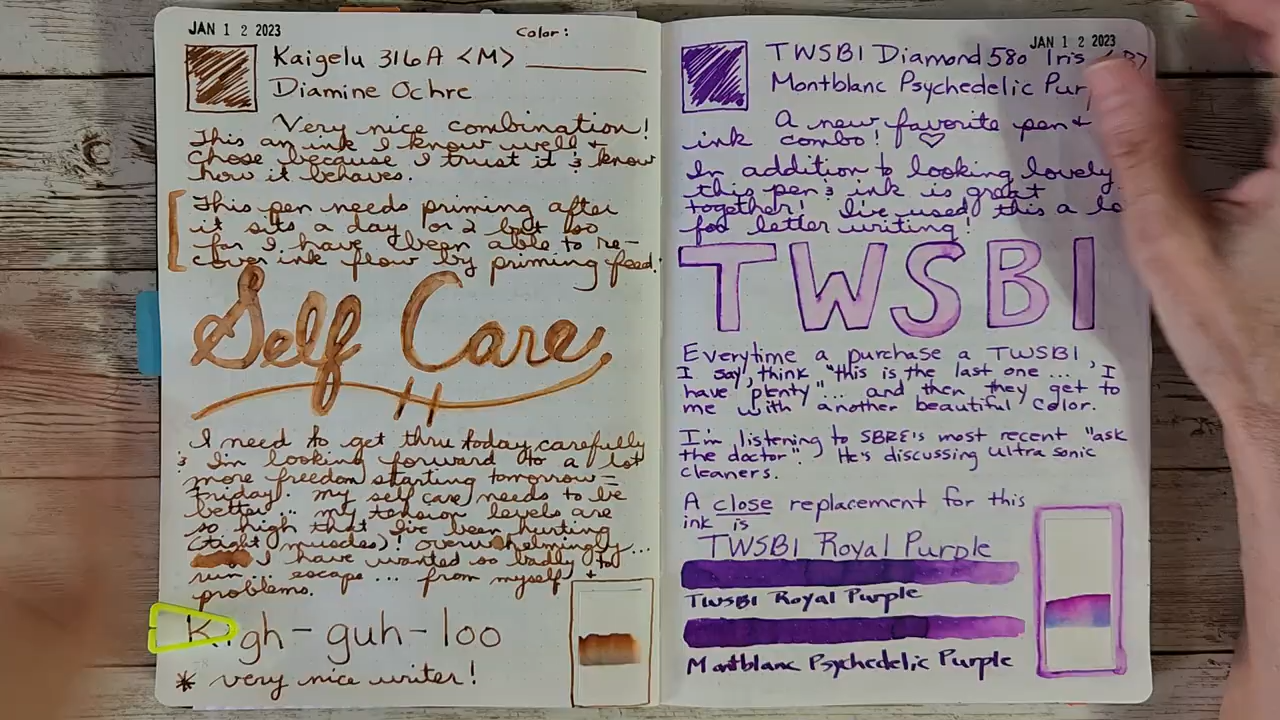 JAN 1 2 2023
Color:
Kaigelu 316A <M>
Diamine Ochre
Very nice combination!
This an ink I know well +
chose because I trust it & know
how it behaves.
This pen needs priming after
it sits a day or 2 but too
far I have been able to re-
cover ink flow by priming feed.
Self Care
I need to get thru today carefully
& I'm looking forward to a lot
more freedom starting tomorrow=
Friday. My self care needs to be
better... my tension levels are
so high that I've been hurting
(tight muscles)! overwhelmingly...
I have wanted so badly to
run... escape... from myself +
problems.
Kigh-guh-loo
* very nice writer!
JAN 1 2 2023
TWSBI Diamond 580 Iris <B>
Montblanc Psychedelic Pur
A new favorite pen +
ink combo! ♡
In addition to looking lovely
this pen & ink is great
together! I've used this a lo
for letter writing!
TWSBI
Everytime a purchase a TWSBI,
I say, think "this is the last one... I
have plenty"... and then they get to
me with another beautiful color.
I'm listening to SBRE's most recent "ask
the doctor". He's discussing ultra sonic
cleaners.
A close replacement for this
ink is
TWSBI Royal Purple
TWSBI Royal Purple
Montblanc Psychedelic Purple